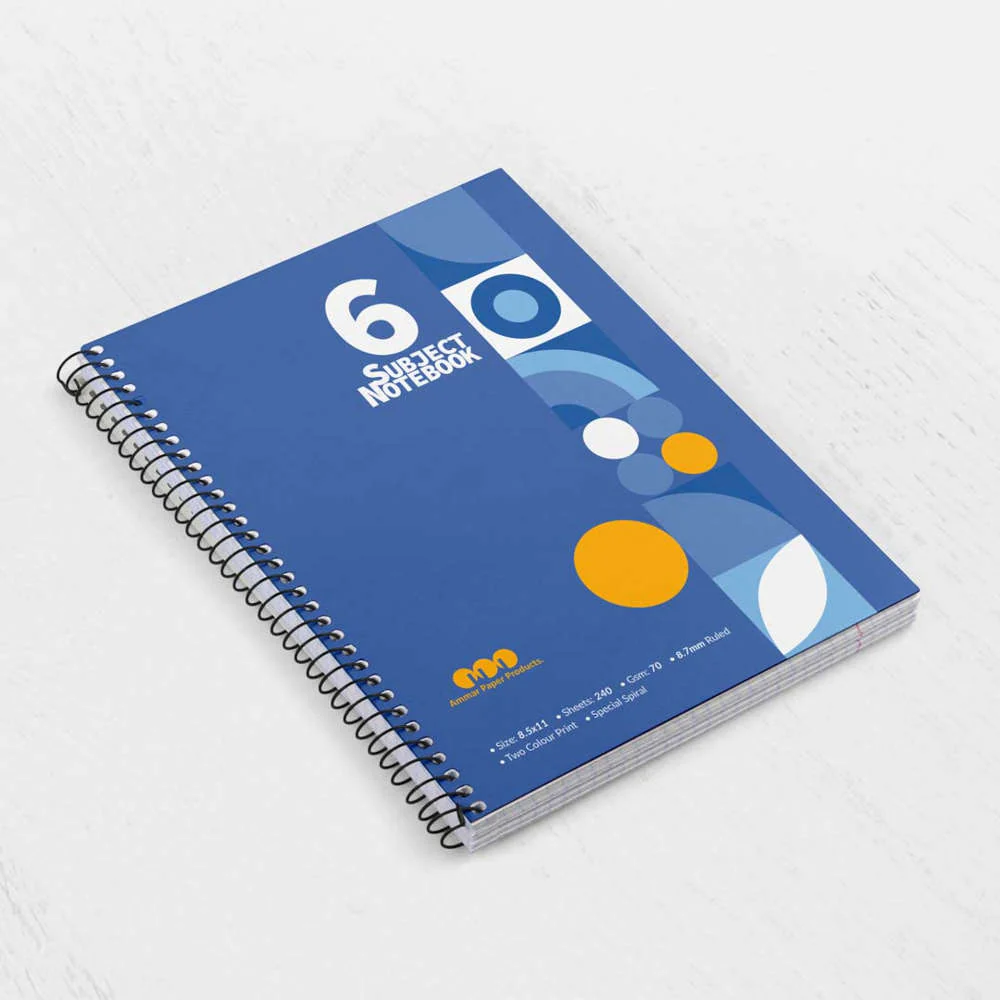 6
SUBJECT
NOTEBOOK
Ammar Paper Products.
• Size: 8.5x11 • Sheets: 240 • Gsm: 70 • 8.7mm Ruled
• Two Colour Print • Special Spiral